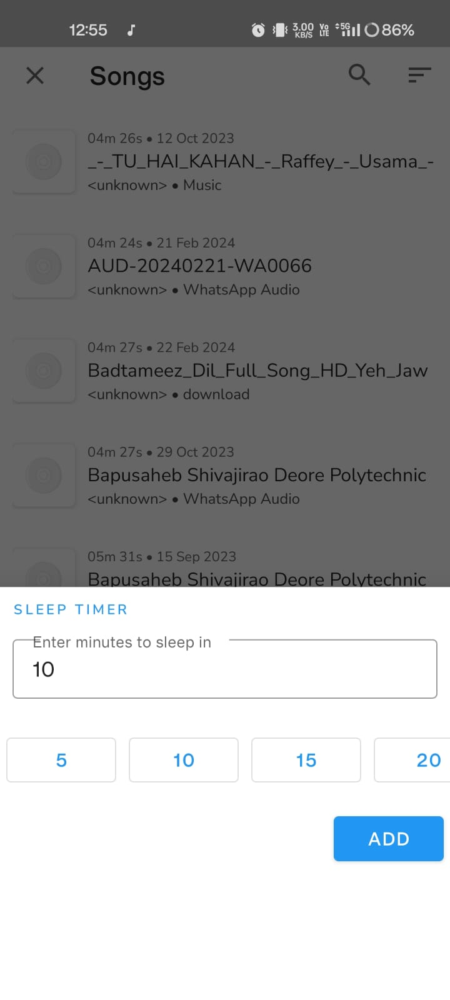 12:55 3.00 KB/S Vo LTE 5G 86%
Songs
04m 26s • 12 Oct 2023
_-_TU_HAI_KAHAN_-_Raffey_-_Usama_-
<unknown> • Music
04m 24s • 21 Feb 2024
AUD-20240221-WA0066
<unknown> • WhatsApp Audio
04m 27s • 22 Feb 2024
Badtameez_Dil_Full_Song_HD_Yeh_Jaw
<unknown> • download
04m 27s • 29 Oct 2023
Bapusaheb Shivajirao Deore Polytechnic
<unknown> • WhatsApp Audio
05m 31s • 15 Sep 2023
Bapusaheb Shivajirao Deore Polytechnic
SLEEP TIMER
Enter minutes to sleep in
10
5 10 15 20
ADD